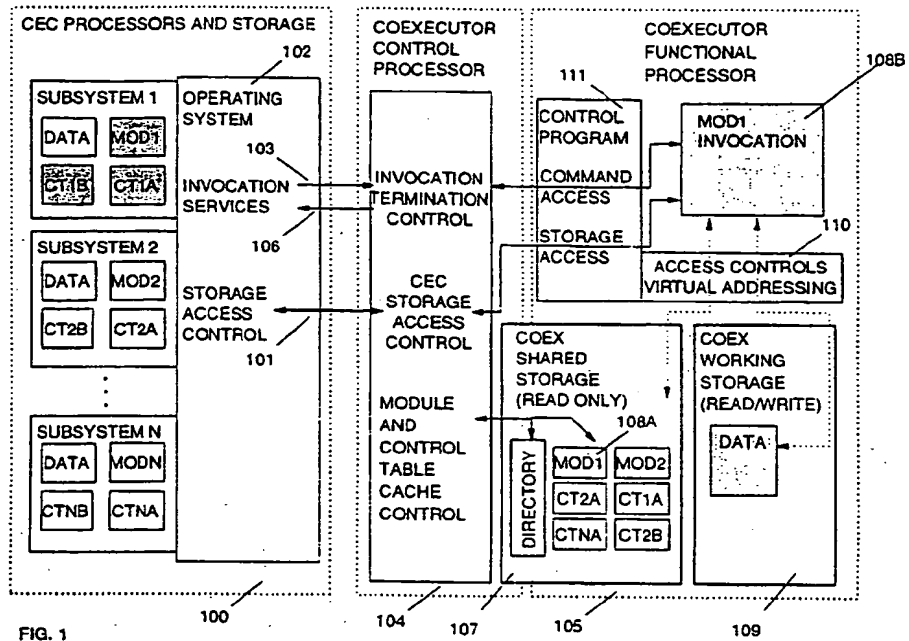 CEC PROCESSORS AND STORAGE
102
SUBSYSTEM 1
DATA
MOD1
CT1B
CT1A
OPERATING
SYSTEM
103
INVOCATION
SERVICES
106
SUBSYSTEM 2
DATA
MOD2
CT2B
CT2A
STORAGE
ACCESS
CONTROL
101
SUBSYSTEM N
DATA
MODN
CTNB
CTNA
100
COEXECUTOR
CONTROL
PROCESSOR
INVOCATION
TERMINATION
CONTROL
CEC
STORAGE
ACCESS
CONTROL
MODULE
AND
CONTROL
TABLE
CACHE
CONTROL
104
COEXECUTOR
FUNCTIONAL
PROCESSOR
108B
111
CONTROL
PROGRAM
COMMAND
ACCESS
STORAGE
ACCESS
MOD1
INVOCATION
110
ACCESS CONTROLS
VIRTUAL ADDRESSING
COEX
SHARED
STORAGE
(READ ONLY)
108A
DIRECTORY
MOD1
MOD2
CT2A
CT1A
CTNA
CT2B
107
105
COEX
WORKING
STORAGE
(READ/WRITE)
DATA
109
FIG. 1